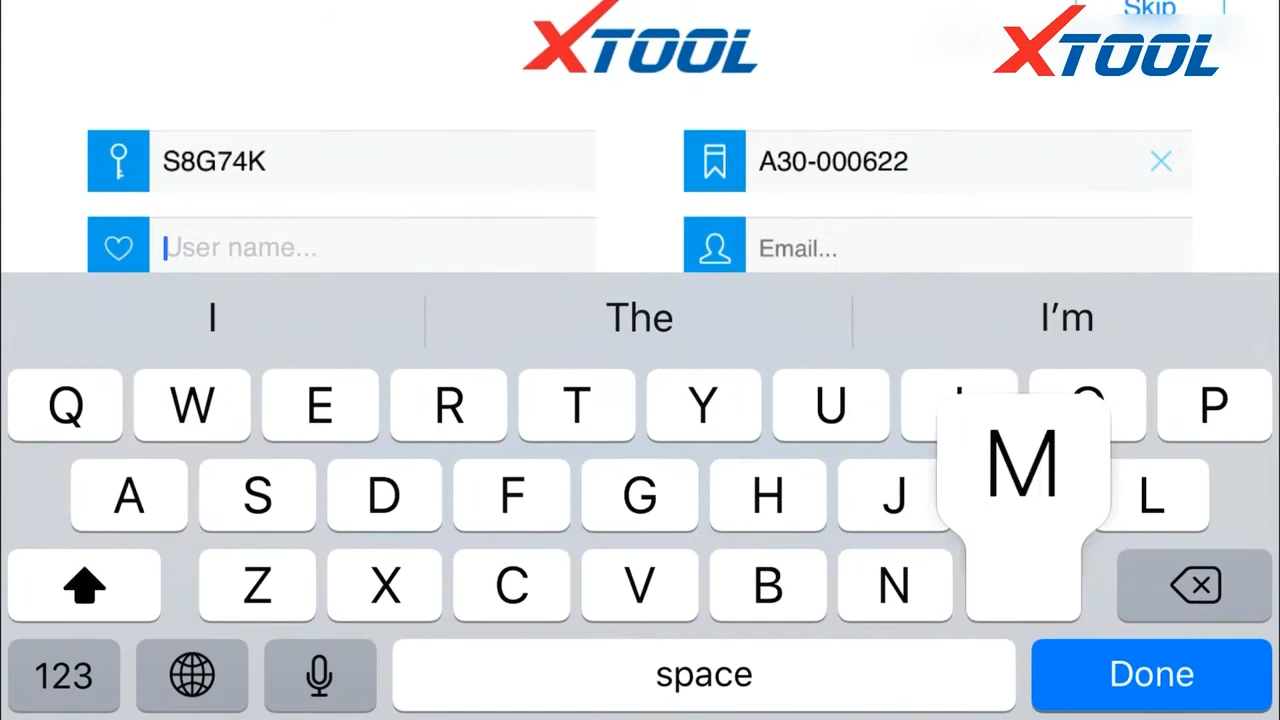 Skip
XTOOL XTOOL
S8G74K A30-000622
User name... Email...
I The I’m
Q W E R T Y U I O P
A S D F G H J L
M
Z X C V B N
123 space Done